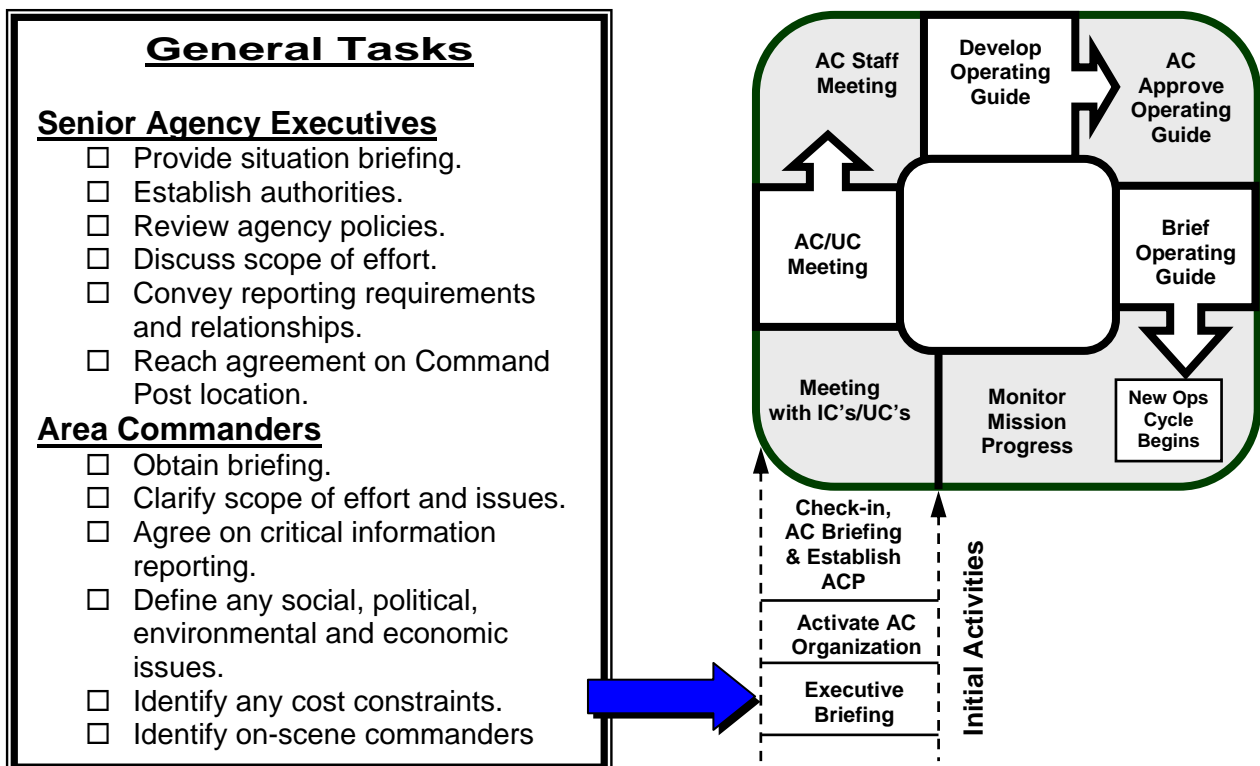 General Tasks
Senior Agency Executives
☐ Provide situation briefing.
☐ Establish authorities.
☐ Review agency policies.
☐ Discuss scope of effort.
☐ Convey reporting requirements
and relationships.
☐ Reach agreement on Command
Post location.
Area Commanders
☐ Obtain briefing.
☐ Clarify scope of effort and issues.
☐ Agree on critical information
reporting.
☐ Define any social, political,
environmental and economic
issues.
☐ Identify any cost constraints.
☐ Identify on-scene commanders
AC Staff
Meeting
Develop
Operating
Guide
AC
Approve
Operating
Guide
AC/UC
Meeting
Brief
Operating
Guide
Meeting
with IC's/UC's
Monitor
Mission
Progress
New Ops
Cycle
Begins
Check-in,
AC Briefing
& Establish
ACP
Activate AC
Organization
Executive
Briefing
Initial Activities